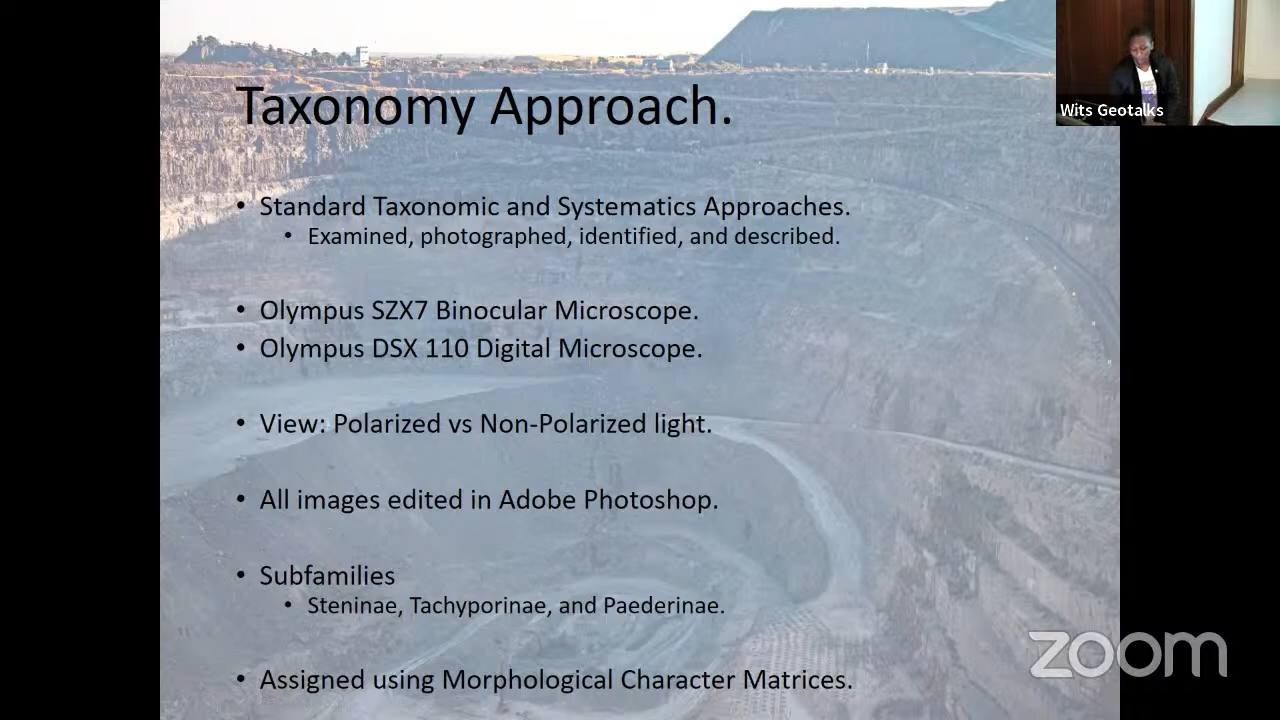 Taxonomy Approach.
Wits Geotalks
• Standard Taxonomic and Systematics Approaches.
• Examined, photographed, identified, and described.
• Olympus SZX7 Binocular Microscope.
• Olympus DSX 110 Digital Microscope.
• View: Polarized vs Non-Polarized light.
• All images edited in Adobe Photoshop.
• Subfamilies
• Steninae, Tachyporinae, and Paederinae.
• Assigned using Morphological Character Matrices.
zoom